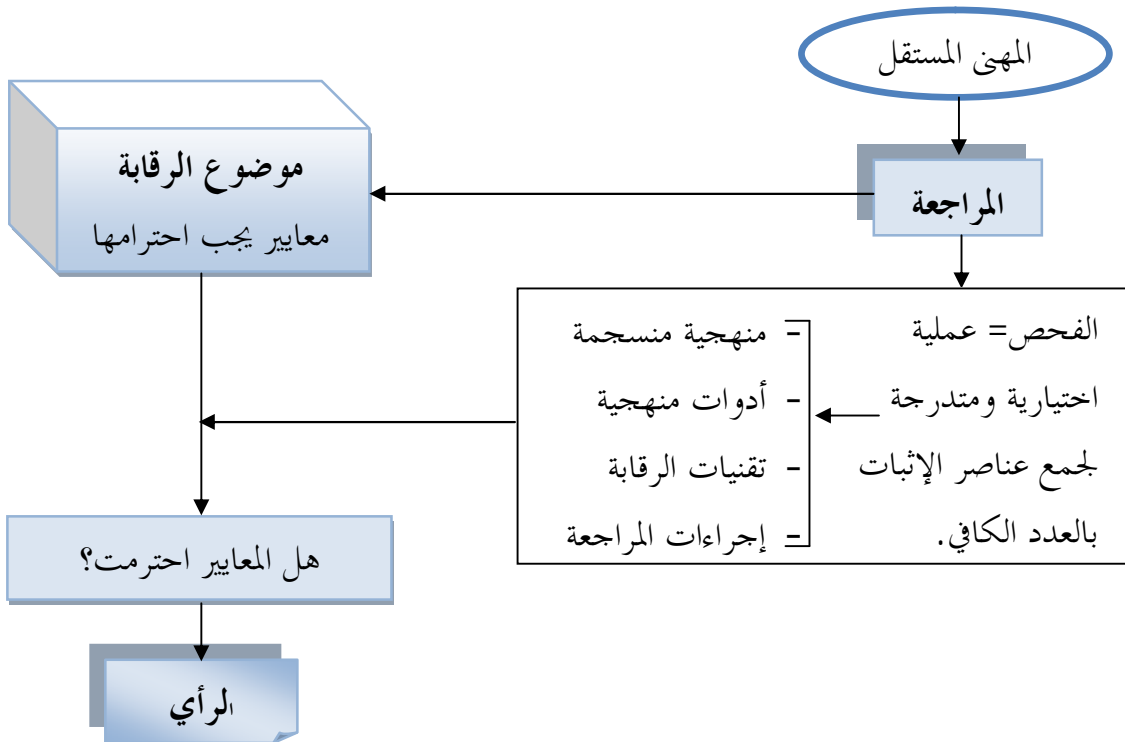 المهني المستقل
المراجعة
موضوع الرقابة
معايير يجب احترامها
الفحص= عملية
اختيارية ومتدرجة
لجمع عناصر الإثبات
بالعدد الكافي.
- منهجية منسجمة
- أدوات منهجية
- تقنيات الرقابة
- إجراءات المراجعة
هل المعايير احترمت؟
الرأي